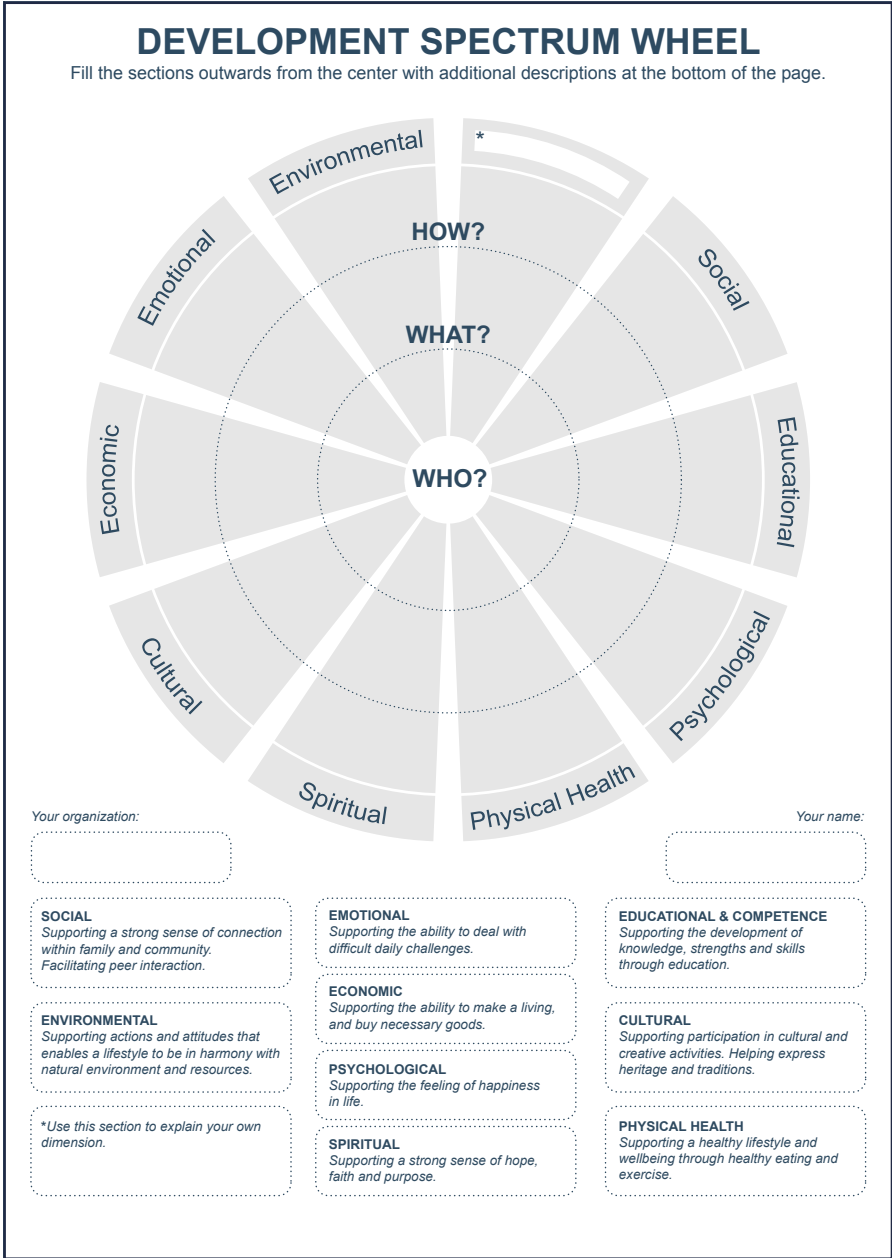 DEVELOPMENT SPECTRUM WHEEL
Fill the sections outwards from the center with additional descriptions at the bottom of the page.
Environmental
*
Emotional
Social
HOW?
WHAT?
Economic
WHO?
Educational
Cultural
Psychological
Spiritual
Physical Health
Your organization:
Your name:
SOCIAL
Supporting a strong sense of connection
within family and community.
Facilitating peer interaction.
ENVIRONMENTAL
Supporting actions and attitudes that
enables a lifestyle to be in harmony with
natural environment and resources.
*Use this section to explain your own
dimension.
EMOTIONAL
Supporting the ability to deal with
difficult daily challenges.
ECONOMIC
Supporting the ability to make a living,
and buy necessary goods.
PSYCHOLOGICAL
Supporting the feeling of happiness
in life.
SPIRITUAL
Supporting a strong sense of hope,
faith and purpose.
EDUCATIONAL & COMPETENCE
Supporting the development of
knowledge, strengths and skills
through education.
CULTURAL
Supporting participation in cultural and
creative activities. Helping express
heritage and traditions.
PHYSICAL HEALTH
Supporting a healthy lifestyle and
wellbeing through healthy eating and
exercise.